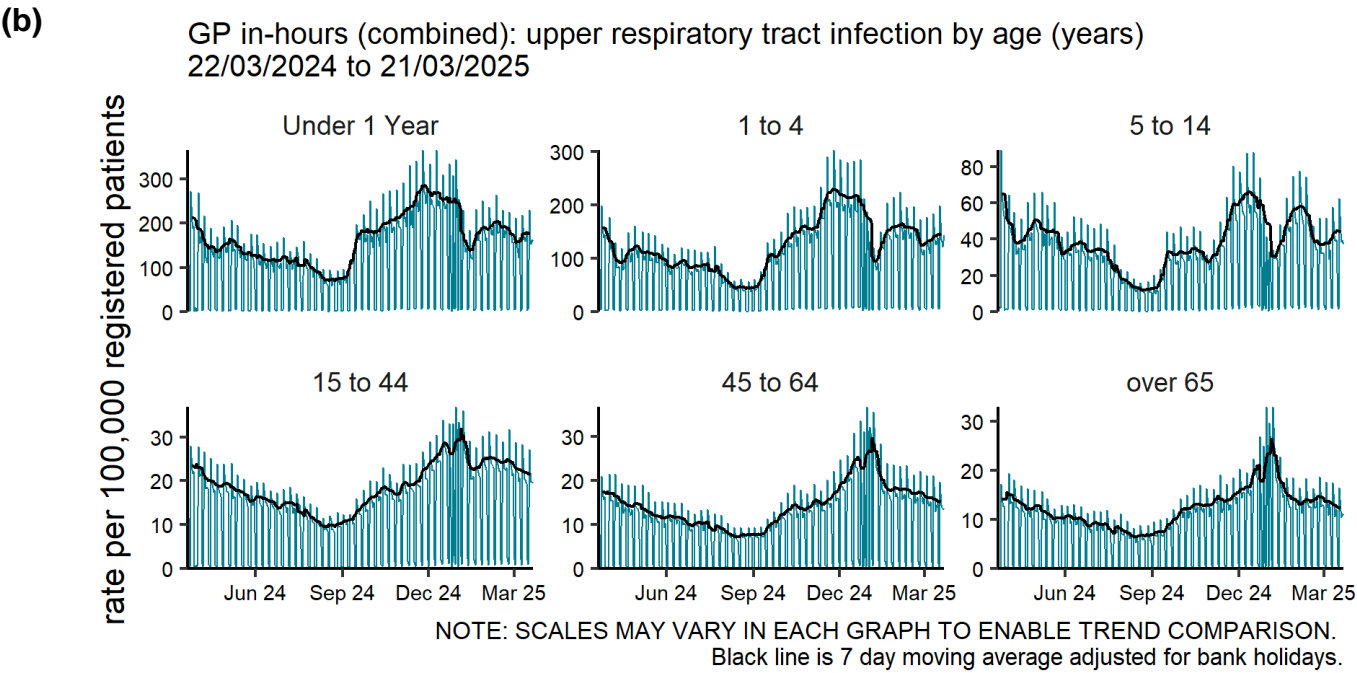 (b)
GP in-hours (combined): upper respiratory tract infection by age (years)
22/03/2024 to 21/03/2025
rate per 100,000 registered patients
Under 1 Year
300
200
100
0
1 to 4
300
200
100
0
5 to 14
80
60
40
20
0
15 to 44
30
20
10
0
Jun 24 Sep 24 Dec 24 Mar 25
45 to 64
30
20
10
0
Jun 24 Sep 24 Dec 24 Mar 25
over 65
30
20
10
0
Jun 24 Sep 24 Dec 24 Mar 25
NOTE: SCALES MAY VARY IN EACH GRAPH TO ENABLE TREND COMPARISON.
Black line is 7 day moving average adjusted for bank holidays.